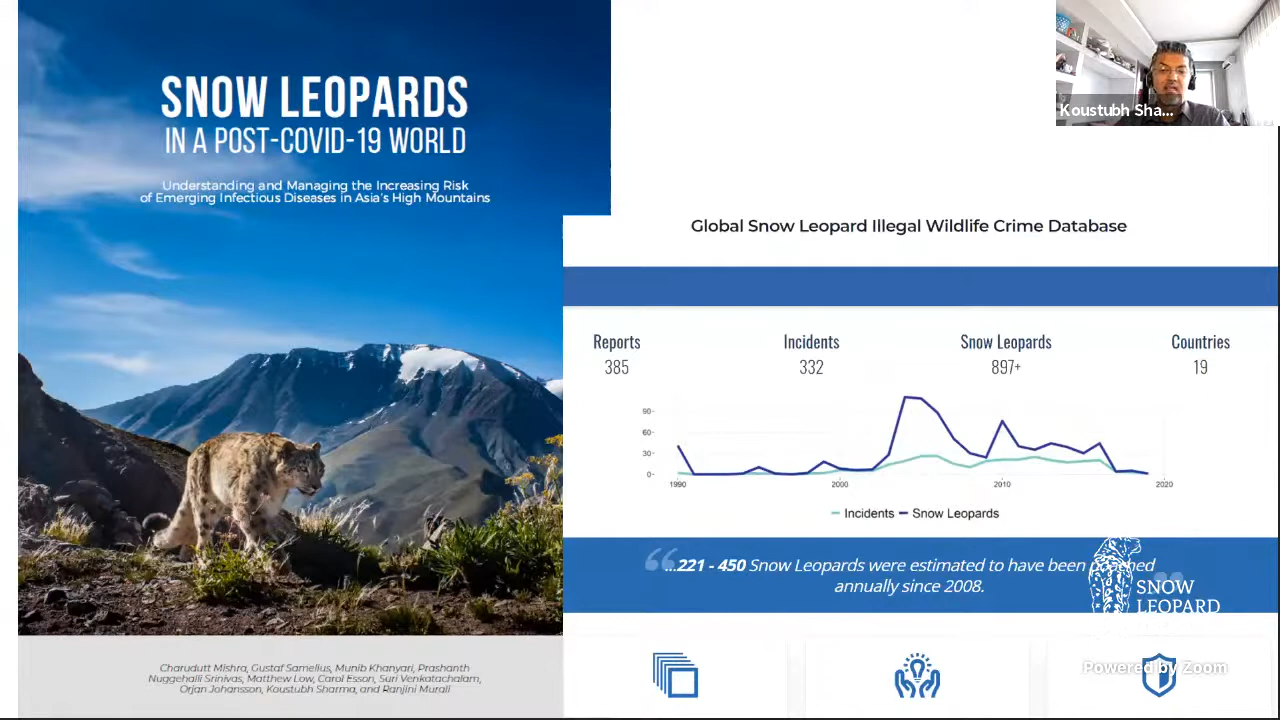 SNOW LEOPARDS
IN A POST-COVID-19 WORLD
Understanding and Managing the Increasing Risk
of Emerging Infectious Diseases in Asia's High Mountains
Charudutt Mishra, Gustaf Samelius, Munib Khanyari, Prashanth
Nuggehalli Srinivas, Matthew Low, Carol Esson, Suri Venkatachalam,
Orjan Johansson, Koustubh Sharma, and Ranjini Murali
Koustubh Sha...
Global Snow Leopard Illegal Wildlife Crime Database
Reports
385
Incidents
332
Snow Leopards
897+
Countries
19
90
60
30
0
1990
2000
2010
2020
Incidents
Snow Leopards
“...221 - 450 Snow Leopards were estimated to have been
annually since 2008.
SNOW
LEOPARD
Powered by Zoom